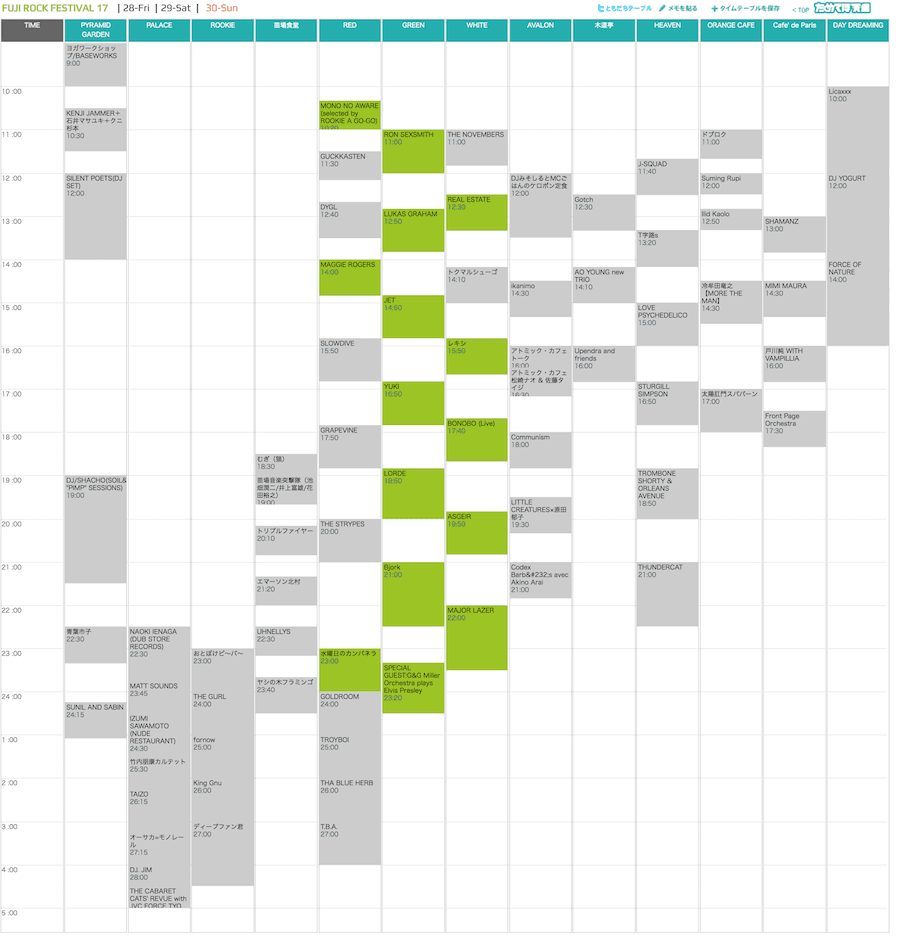 FUJI ROCK FESTIVAL 17 | 28-Fri | 29-Sat | 30-Sun
ともだちテーブル メモを貼る +タイムテーブルを保存 < TOP
TIME
PYRAMID
GARDEN
PALACE
ROOKIE
苗場食堂
RED
GREEN
WHITE
AVALON
木道亭
HEAVEN
ORANGE CAFE
Cafe' de Paris
DAY DREAMING
10 :00
11 :00
12 :00
13 :00
14 :00
15 :00
16 :00
17 :00
18 :00
19 :00
20 :00
21 :00
22 :00
23 :00
24 :00
1 :00
2 :00
3 :00
4 :00
5 :00
ヨガワークショッ
プ/BASEWORKS
9:00
KENJI JAMMER+
石井マサユキ+クニ
杉本
10:30
SILENT POETS(DJ
SET)
12:00
DJ/SHACHO(SOIL&
"PIMP" SESSIONS)
19:00
青葉市子
22:30
SUNIL AND SABIN
24:15
NAOKI IENAGA
(DUB STORE
RECORDS)
22:30
MATT SOUNDS
23:45
IZUMI
SAWAMOTO
(NUDE
RESTAURANT)
24:30
竹内朋康カルテット
25:30
TAIZO
26:15
オーサカ=モノレー
ル
27:15
DJ. JIM
28:00
THE CABARET
CATS' REVUE with
JVC FORCE TYO
おとぼけビ〜バ〜
23:00
THE GURL
24:00
fornow
25:00
King Gnu
26:00
ディープファン君
27:00
むぎ(猫)
18:30
苗場音楽突撃隊(池
畑潤二/井上富雄/花
田裕之)
19:00
トリプルファイヤー
20:10
エマーソン北村
21:20
UHNELLYS
22:30
ヤシの木フラミンゴ
23:40
MONO NO AWARE
(selected by
ROOKIE A GO-GO)
10:20
GUCKKASTEN
11:30
DYGL
12:40
MAGGIE ROGERS
14:00
SLOWDIVE
15:50
GRAPEVINE
17:50
THE STRYPES
20:00
水曜日のカンパネラ
23:00
GOLDROOM
24:00
TROYBOI
25:00
THA BLUE HERB
26:00
T.B.A.
27:00
RON SEXSMITH
11:00
LUKAS GRAHAM
12:50
JET
14:50
YUKI
16:50
LORDE
18:50
Bjork
21:00
SPECIAL
GUEST:G&G Miller
Orchestra plays
Elvis Presley
23:20
THE NOVEMBERS
11:00
REAL ESTATE
12:30
トクマルシューゴ
14:10
レキシ
15:50
BONOBO (Live)
17:40
ASGEIR
19:50
MAJOR LAZER
22:00
DJみそしるとMCご
はんのケロポン定食
12:00
ikanimo
14:30
アトミック・カフェ
トーク
16:00
アトミック・カフェ
松崎ナオ & 佐藤タ
イジ
16:30
Communism
18:00
LITTLE
CREATURES×原田
郁子
19:30
Codex
Barb&#232;s avec
Akino Arai
21:00
Gotch
12:30
AO YOUNG new
TRIO
14:10
Upendra and
friends
16:00
J-SQUAD
11:40
T字路s
13:20
LOVE
PSYCHEDELICO
15:00
STURGILL
SIMPSON
16:50
TROMBONE
SHORTY &
ORLEANS
AVENUE
18:50
THUNDERCAT
21:00
ドブロク
11:00
Suming Rupi
12:00
Ilid Kaolo
12:50
冷牟田竜之
【MORE THE
MAN】
14:30
太陽肛門スパパーン
17:00
SHAMANZ
13:00
MIMI MAURA
14:30
戸川純 WITH
VAMPILLIA
16:00
Front Page
Orchestra
17:30
Licaxxx
10:00
DJ YOGURT
12:00
FORCE OF
NATURE
14:00